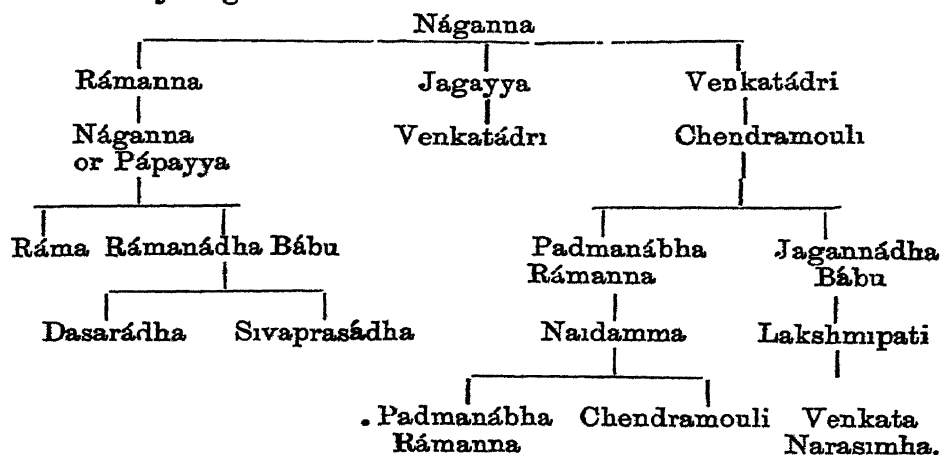 Náganna
Rámanna Jagayya Venkatádri
Náganna Venkatádri Chendramouli
or Pápayya
Ráma Rámanádha Bábu Padmanábha Jagannádha
Rámanna Bábu
Dasarádha Sivaprasádha Naidamma Lakshmipati
Padmanábha Chendramouli Venkata
Rámanna Narasimha.